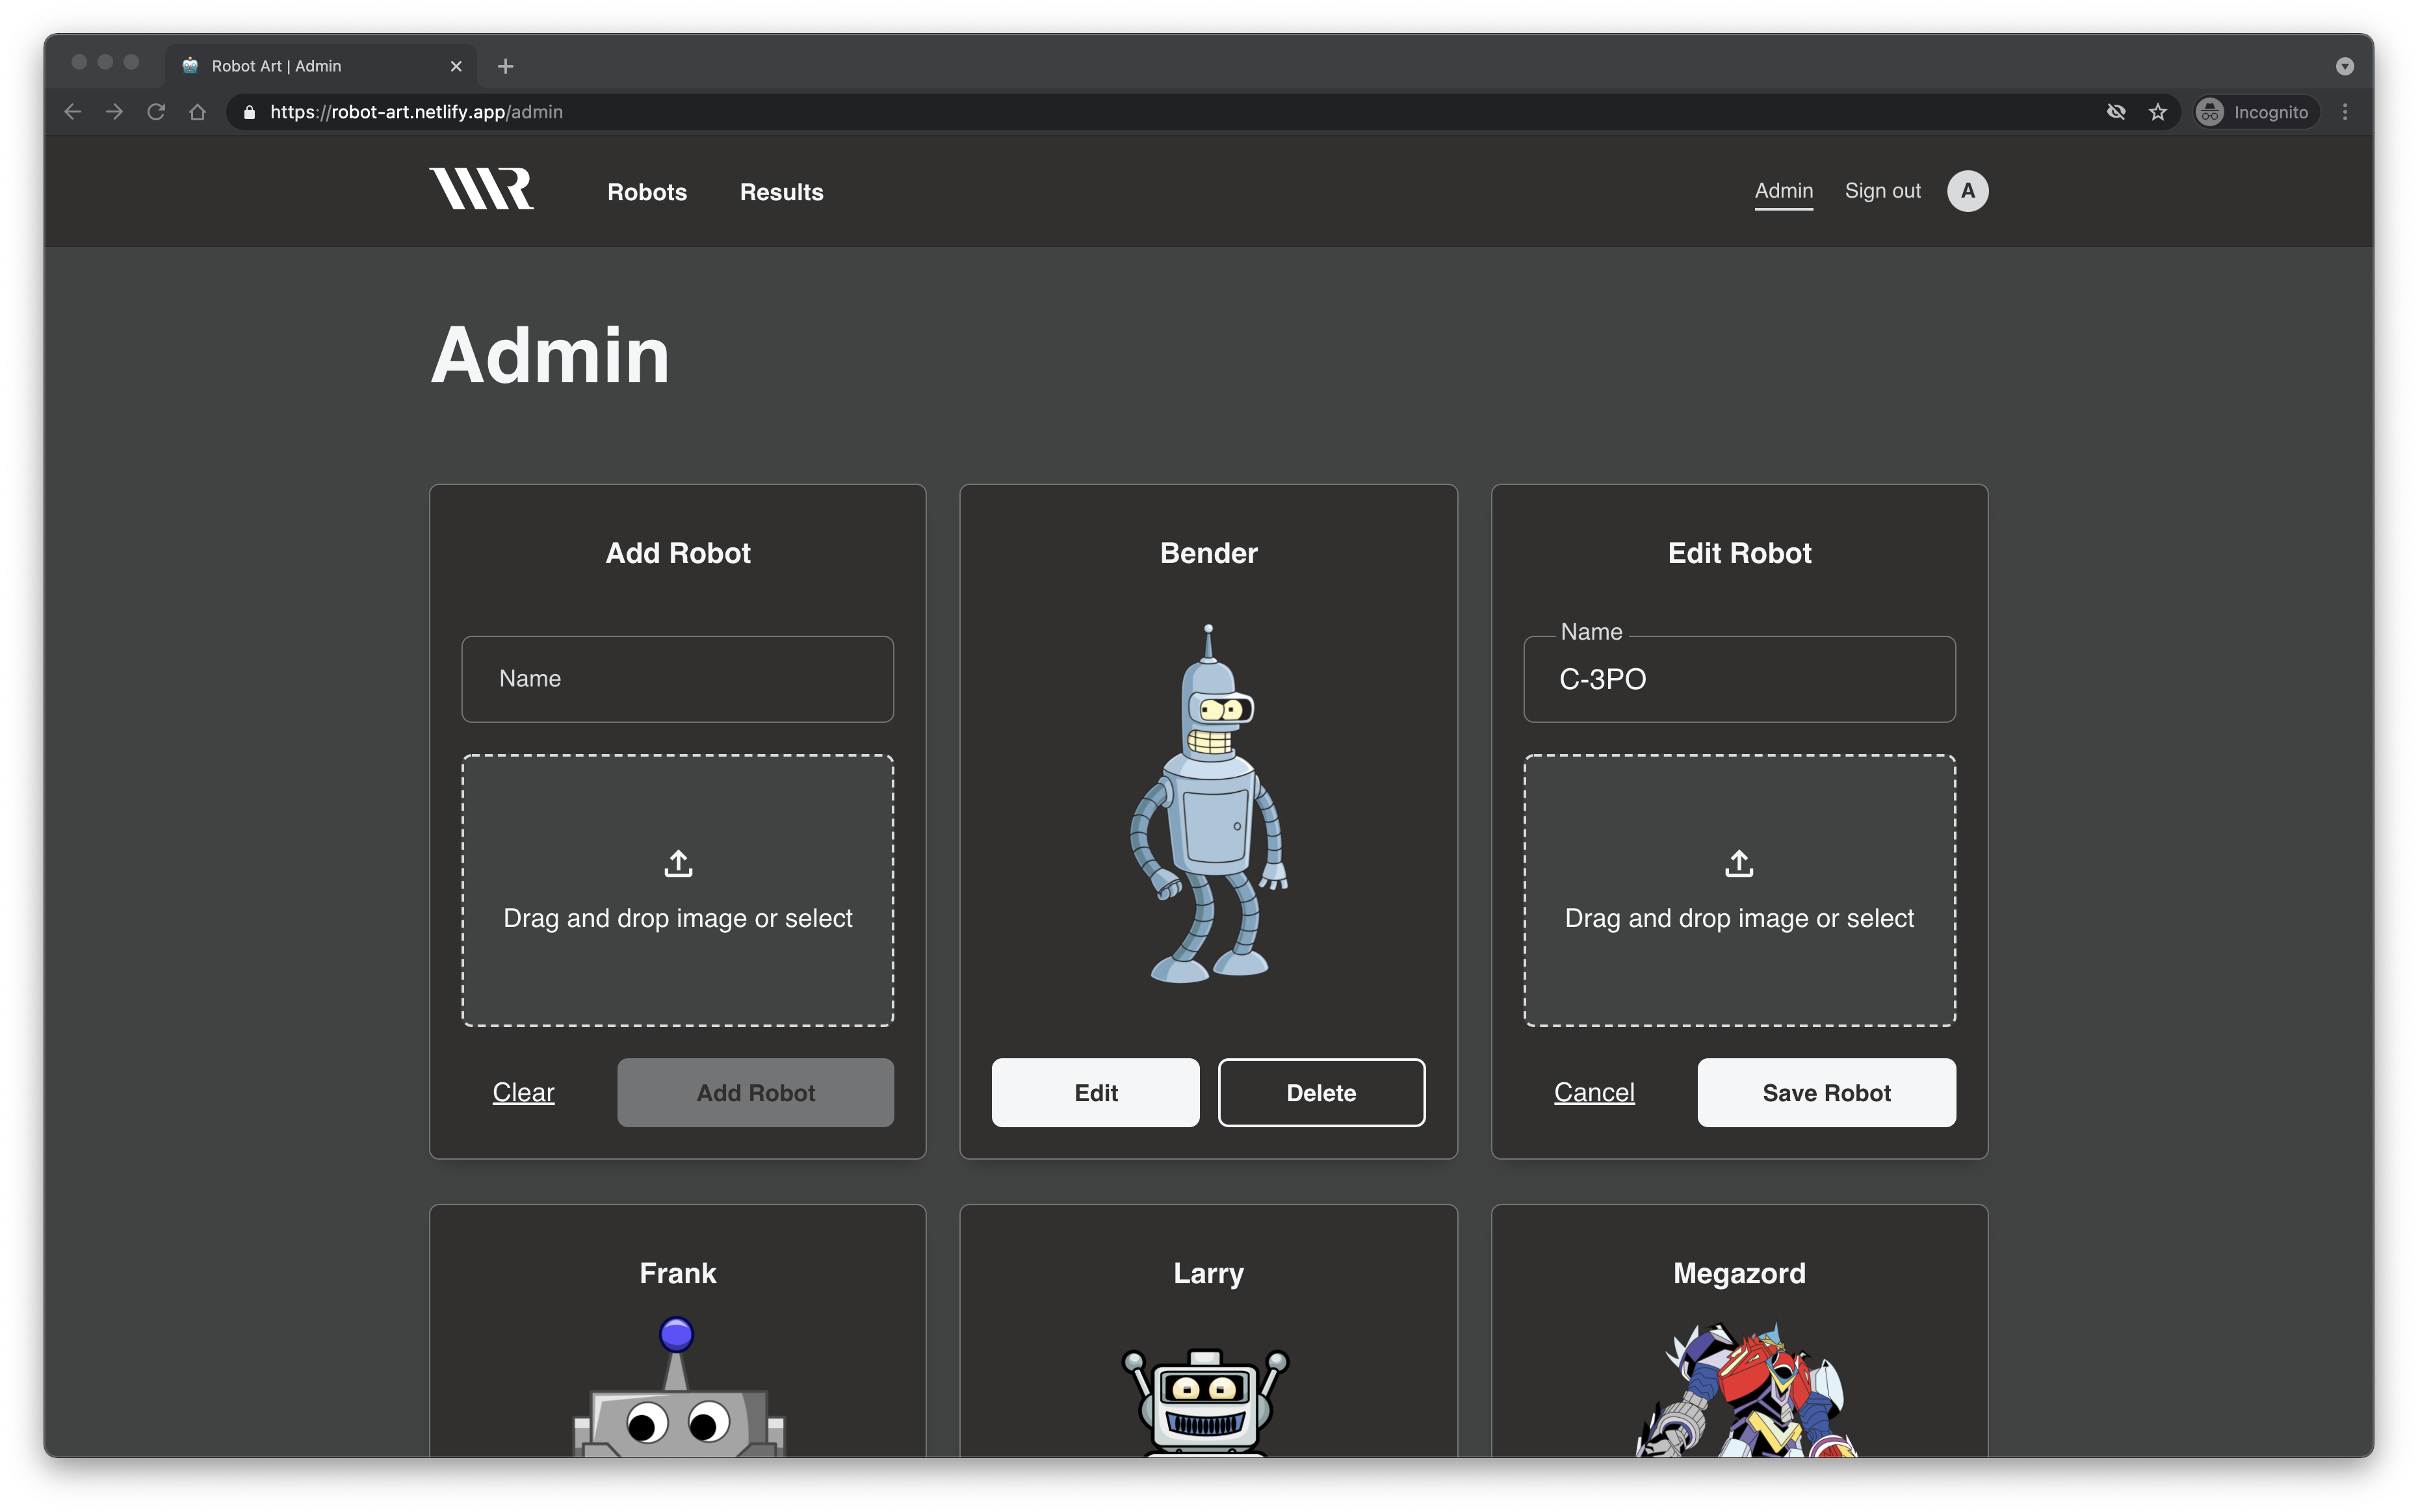 Robot Art | Admin
https://robot-art.netlify.app/admin
Incognito
WR
Robots
Results
Admin
Sign out
A
Admin
Add Robot
Name
Drag and drop image or select
Clear
Add Robot
Bender
Edit
Delete
Edit Robot
Name
C-3PO
Drag and drop image or select
Cancel
Save Robot
Frank
Larry
Megazord